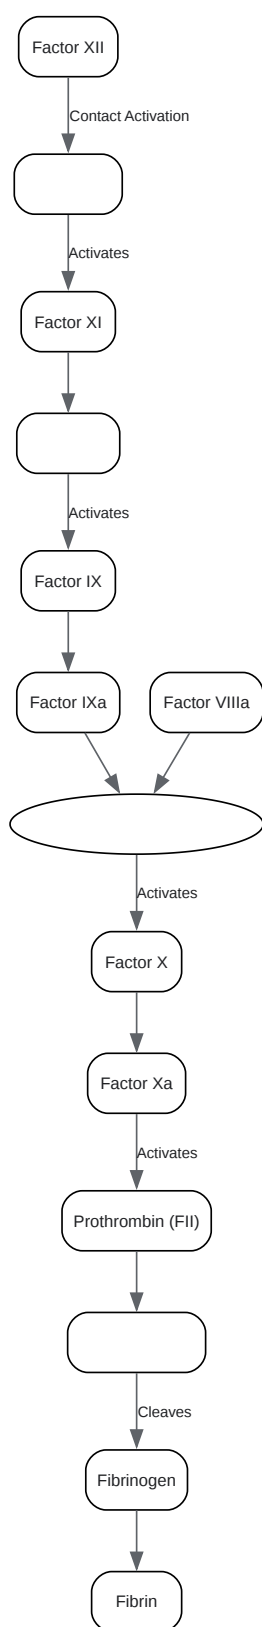 Factor XII
Contact Activation
Activates
Factor XI
Activates
Factor IX
Factor IXa
Factor VIIIa
Activates
Factor X
Factor Xa
Activates
Prothrombin (FII)
Cleaves
Fibrinogen
Fibrin